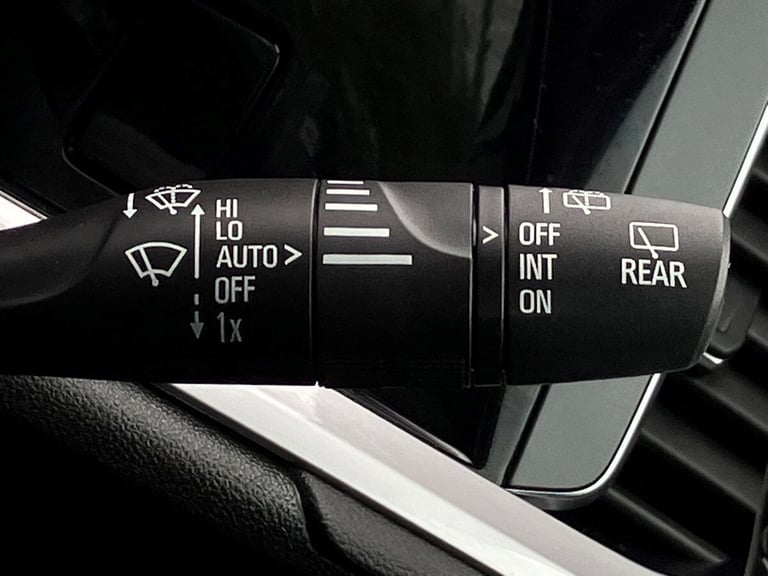 HI
LO
AUTO >
OFF
1x
>
OFF
INT
ON
REAR